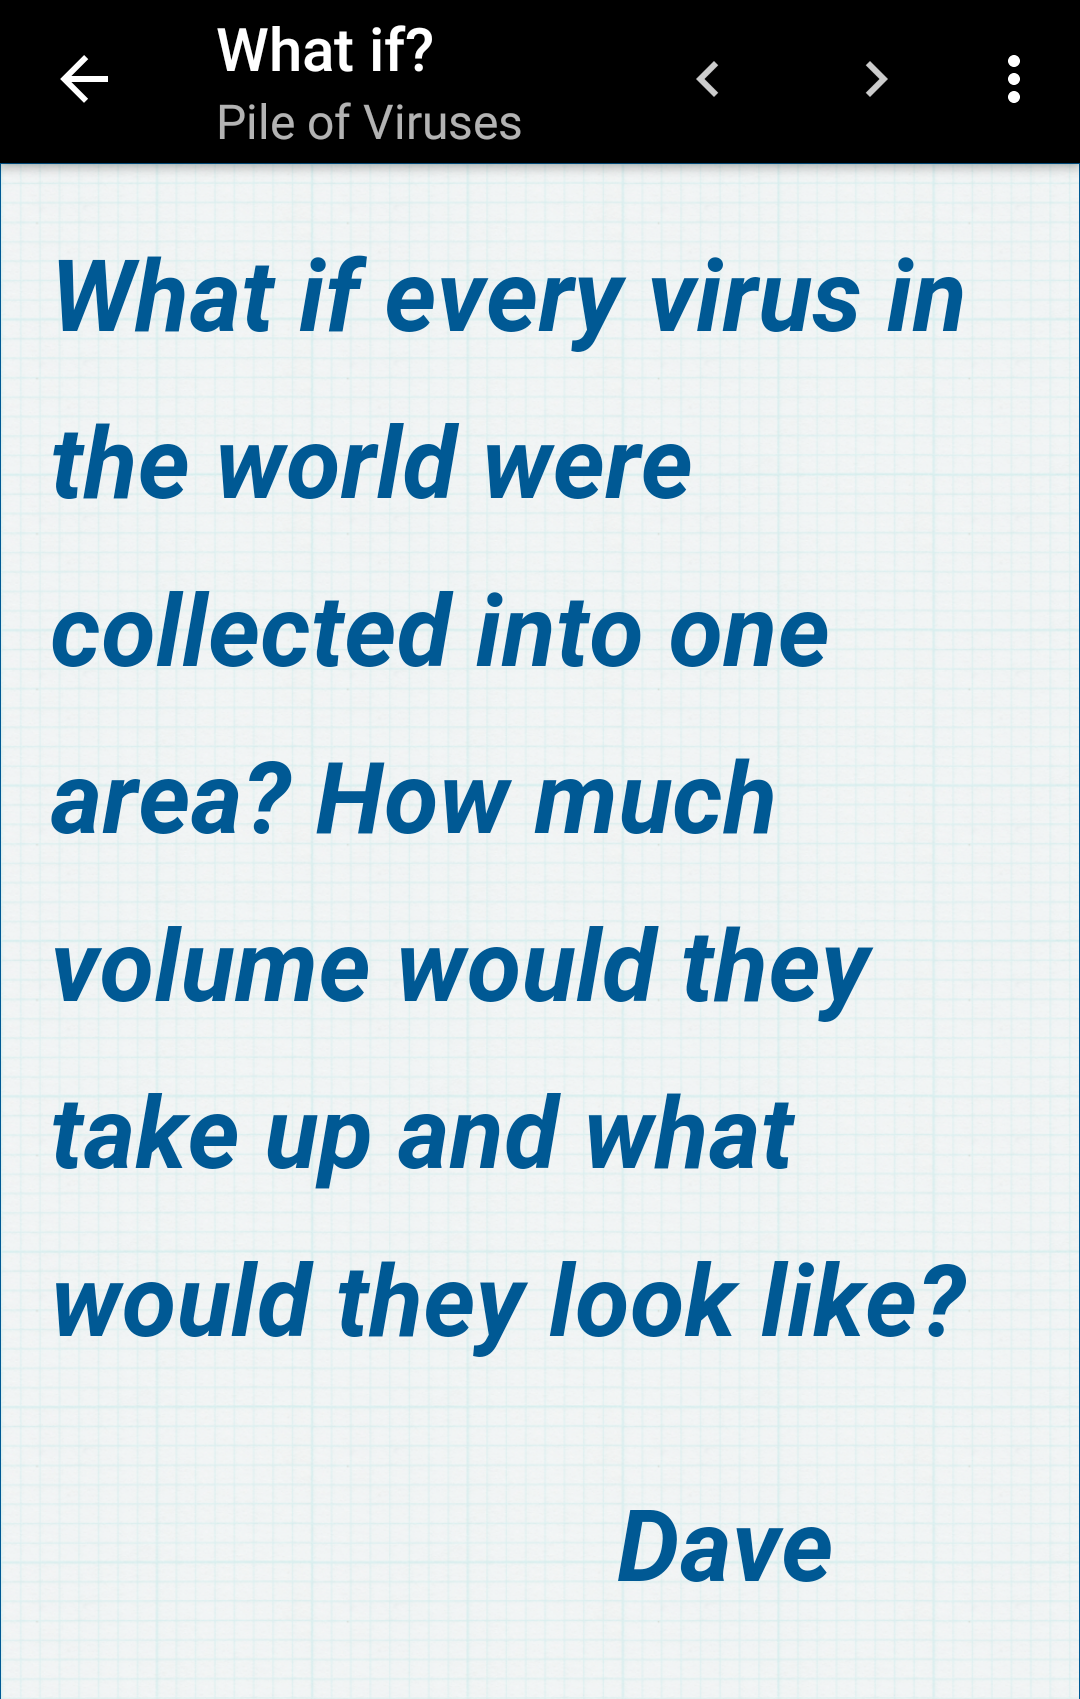 What if?
Pile of Viruses
What if every virus in
the world were
collected into one
area? How much
volume would they
take up and what
would they look like?
Dave